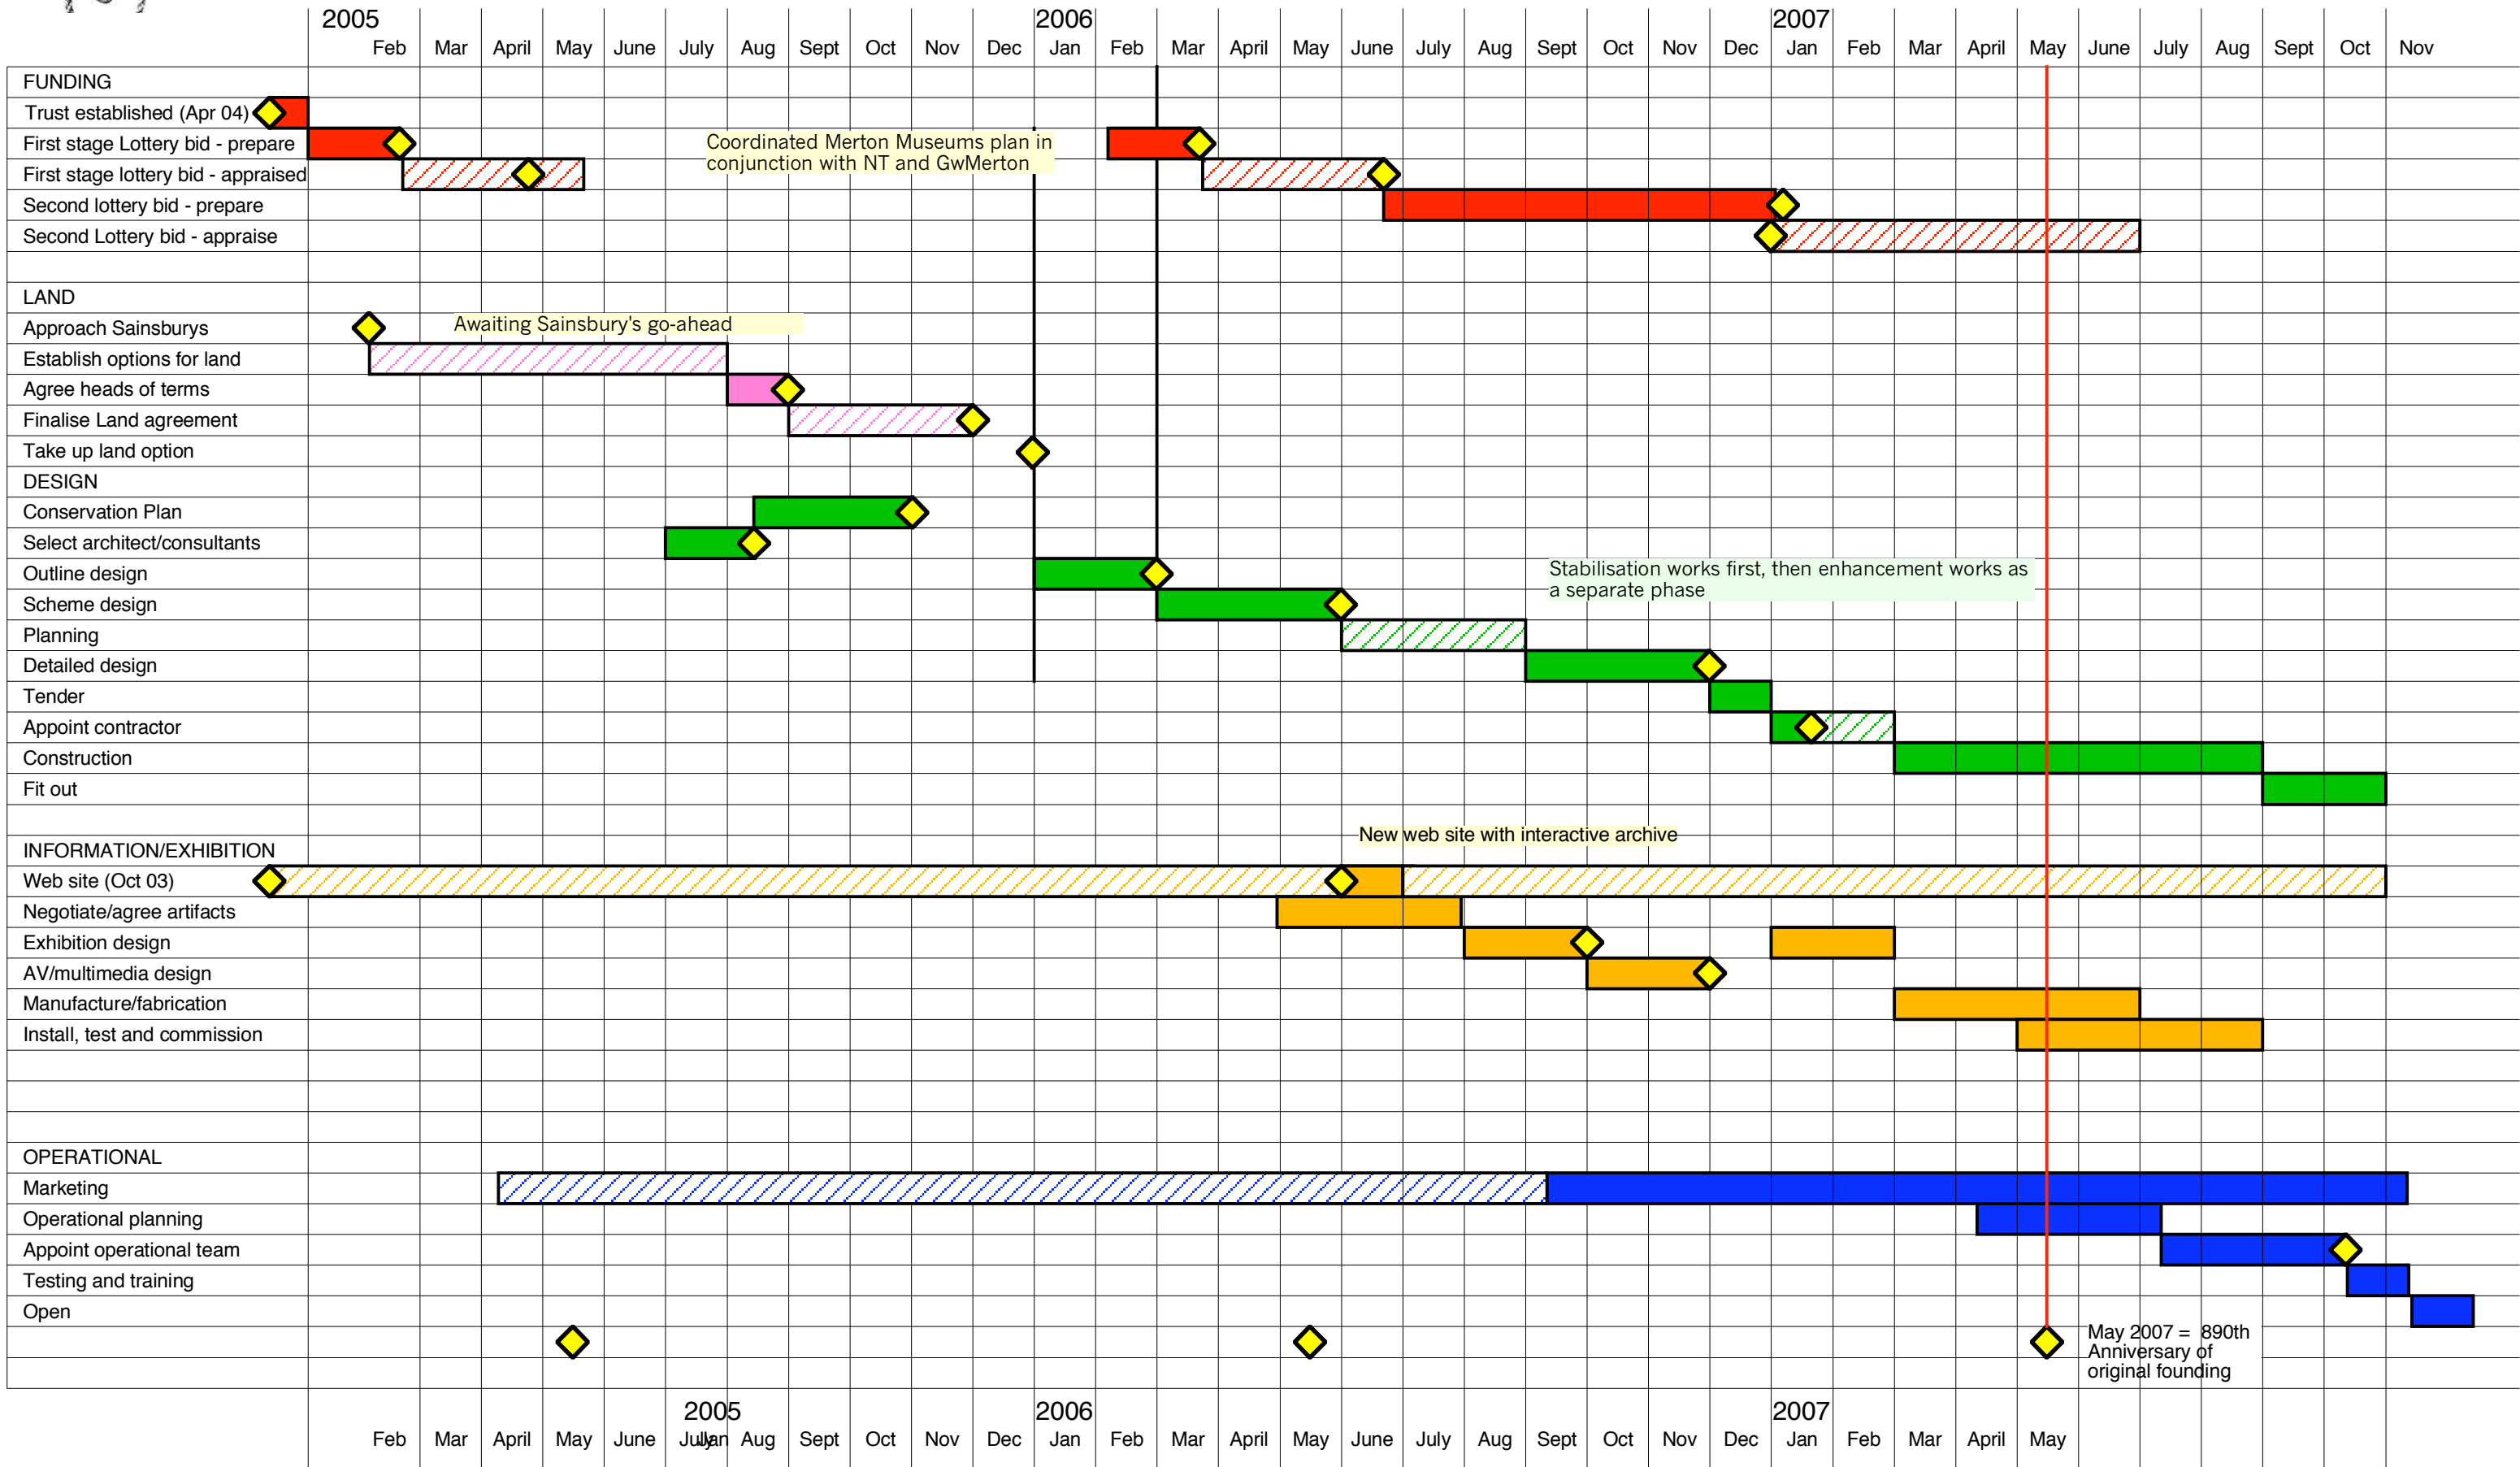 2005 2006 2007
Feb Mar April May June July Aug Sept Oct Nov Dec Jan Feb Mar April May June July Aug Sept Oct Nov Dec Jan Feb Mar April May June July Aug Sept Oct Nov
FUNDING
Trust established (Apr 04)
First stage Lottery bid - prepare
Coordinated Merton Museums plan in
conjunction with NT and GwMerton
First stage lottery bid - appraised
Second lottery bid - prepare
Second Lottery bid - appraise
LAND
Approach Sainsburys
Awaiting Sainsbury's go-ahead
Establish options for land
Agree heads of terms
Finalise Land agreement
Take up land option
DESIGN
Conservation Plan
Select architect/consultants
Outline design
Stabilisation works first, then enhancement works as
a separate phase
Scheme design
Planning
Detailed design
Tender
Appoint contractor
Construction
Fit out
New web site with interactive archive
INFORMATION/EXHIBITION
Web site (Oct 03)
Negotiate/agree artifacts
Exhibition design
AV/multimedia design
Manufacture/fabrication
Install, test and commission
OPERATIONAL
Marketing
Operational planning
Appoint operational team
Testing and training
Open
May 2007 = 890th
Anniversary of
original founding
2005 2006 2007
Feb Mar April May June July Jan Aug Sept Oct Nov Dec Jan Feb Mar April May June July Aug Sept Oct Nov Dec Jan Feb Mar April May